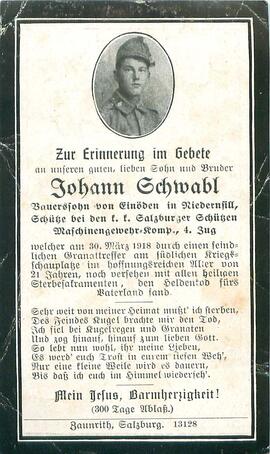 Zur Erinnerung im Gebete
an unseren guten, lieben Sohn und Bruder
Johann Schwabl
Bauerssohn von Einöden in Niedernsill,
Schütze bei den k. k. Salzburger Schützen
Maschinengewehr-Komp., 4. Zug
welcher am 30. März 1918 durch einen feind-
lichen Granattreffer am südlichen Kriegs-
schauplatze im hoffnungsreichen Alter von
21 Jahren, noch versehen mit allen heiligen
Sterbesakramenten, den Heldentod fürs
Vaterland fand.
Sehr weit von meiner Heimat mußt' ich sterben,
Des Feindes Kugel brachte mir den Tod,
Ich fiel bei Kugelregen und Granaten
Und zog hinauf, hinauf zum lieben Gott.
So lebt nun wohl, ihr meine Lieben,
Es werd' euch Trost in eurem tiefen Weh',
Nur eine kleine Weile wird es dauern,
Bis daß ich euch im Himmel wiederseh'.
Mein Jesus, Barmherzigkeit!
(300 Tage Ablaß.)
Zaunrith, Salzburg. 13128